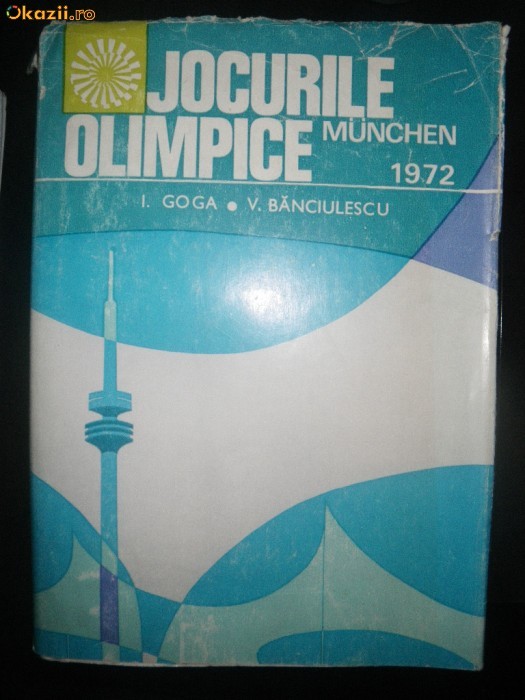 Okazii.ro
JOCURILE
OLIMPICE MÜNCHEN
1972
I. GOGA • V. BĂNCIULESCU